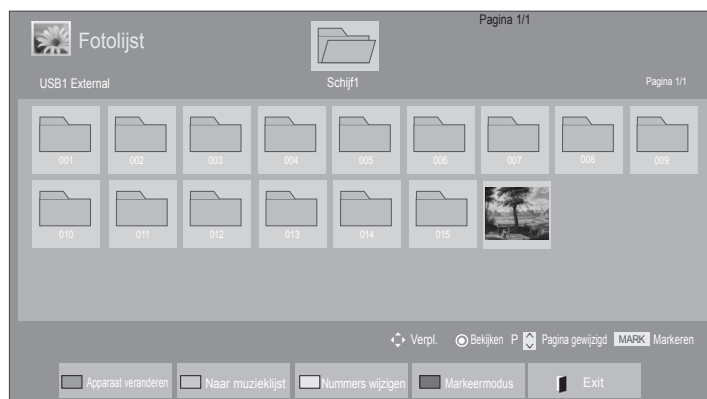 Pagina 1/1
Fotolijst
USB1 External
Schijf1
Pagina 1/1
001 002 003 004 005 006 007 008 009
010 011 012 013 014 015
Verpl. Bekijken P Pagina gewijzigd MARK Markeren
Apparaat veranderen Naar muzieklijst Nummers wijzigen Markeermodus Exit